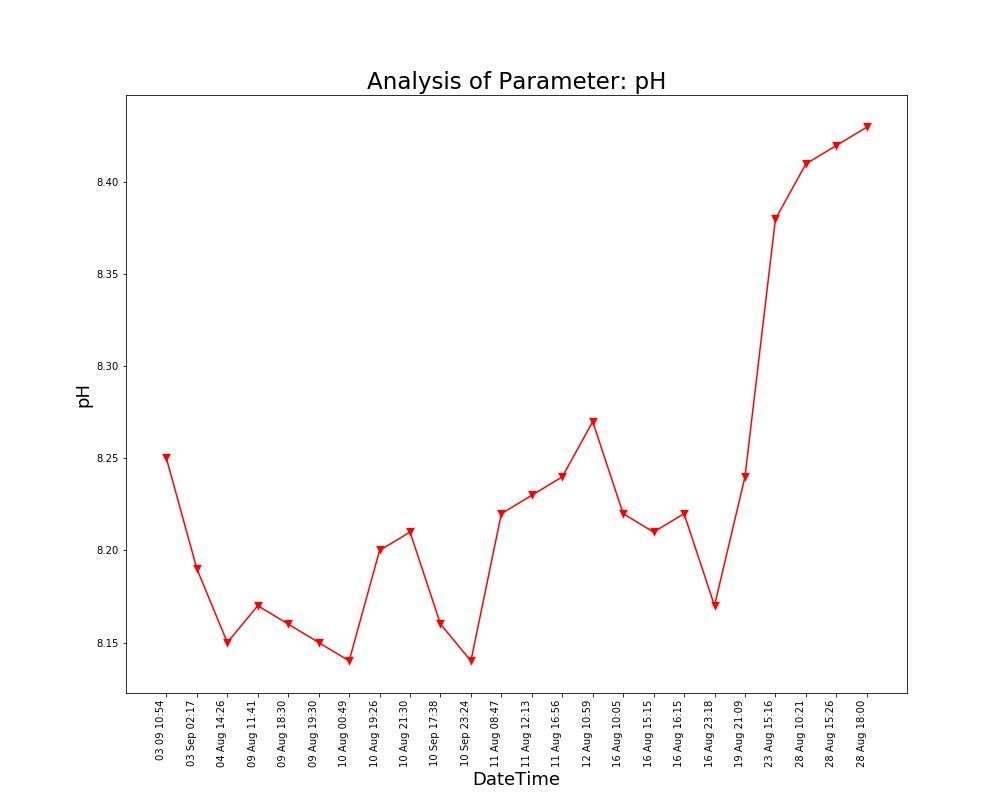 Analysis of Parameter: pH
pH
8.40
8.35
8.30
8.25
8.20
8.15
03 09 10:54
03 Sep 02:17
04 Aug 14:26
09 Aug 11:41
09 Aug 18:30
09 Aug 19:30
10 Aug 00:49
10 Aug 19:26
10 Aug 21:30
10 Sep 17:38
10 Sep 23:24
11 Aug 08:47
11 Aug 12:13
11 Aug 16:56
12 Aug 10:59
16 Aug 10:05
16 Aug 15:15
16 Aug 16:15
16 Aug 23:18
19 Aug 21:09
23 Aug 15:16
28 Aug 10:21
28 Aug 15:26
28 Aug 18:00
DateTime